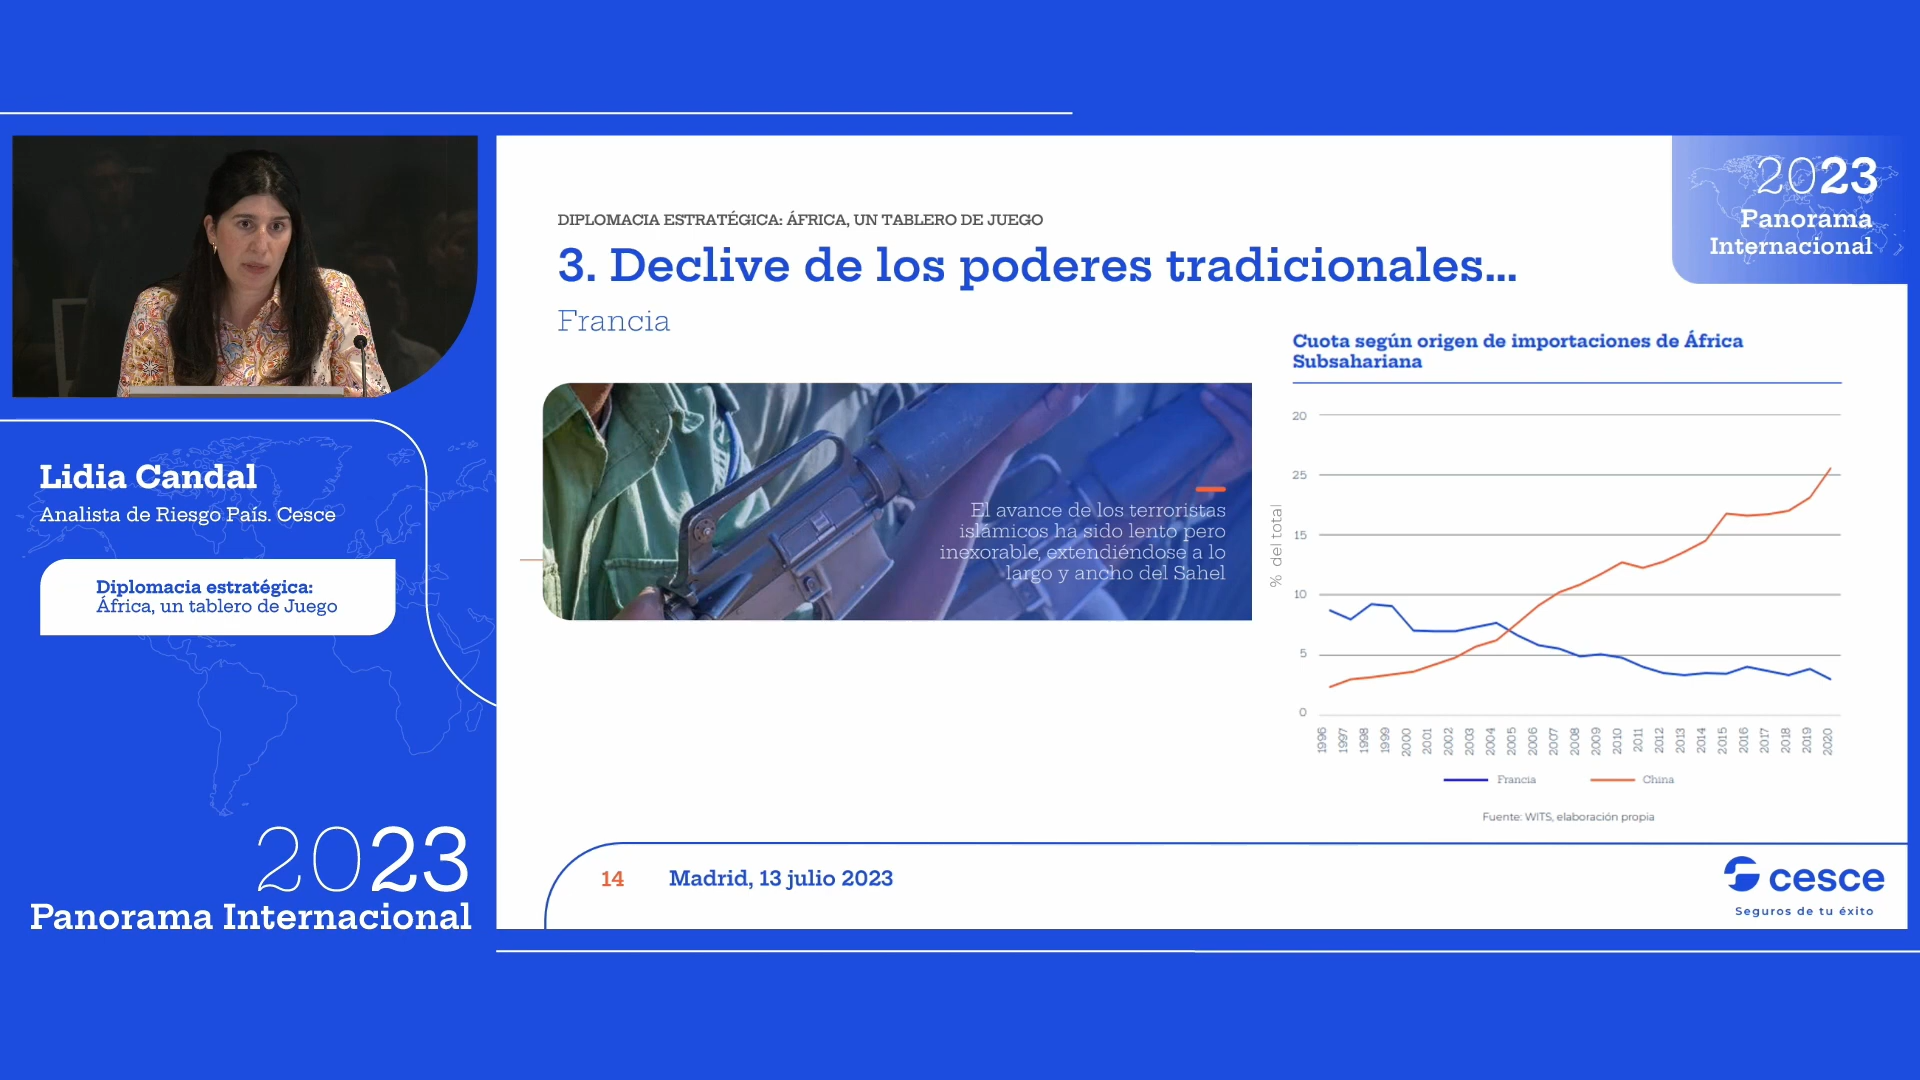 Lidia Candal
Analista de Riesgo País. Cesce
Diplomacia estratégica:
África, un tablero de Juego
2023
Panorama Internacional
DIPLOMACIA ESTRATÉGICA: ÁFRICA, UN TABLERO DE JUEGO
3. Declive de los poderes tradicionales...
Francia
2023
Panorama
Internacional
El avance de los terroristas
islámicos ha sido lento pero
inexorable, extendiéndose a lo
largo y ancho del Sahel
Cuota según origen de importaciones de África
Subsahariana
% del total
20
25
15
10
5
0
1996 1997 1998 1999 2000 2001 2002 2003 2004 2005 2006 2007 2008 2009 2010 2011 2012 2013 2014 2015 2016 2017 2018 2019 2020
Francia China
Fuente: WITS, elaboración propia
14 Madrid, 13 julio 2023
cesce
Seguros de tu éxito